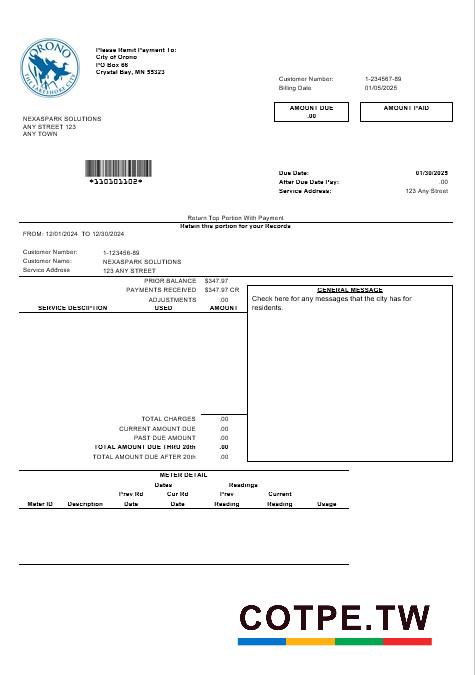 ORONO
THE LAKESHORE CITY
Please Remit Payment To:
City of Orono
PO Box 66
Crystal Bay, MN 55323
Customer Number: 1-234567-89
Billing Date 01/05/2025
AMOUNT DUE AMOUNT PAID
.00
NEXASPARK SOLUTIONS
ANY STREET 123
ANY TOWN
*110101102*
Due Date: 01/30/2025
After Due Date Pay: .00
Service Address: 123 Any Street
Return Top Portion With Payment
Retain this portion for your Records
FROM: 12/01/2024 TO 12/30/2024
Customer Number: 1-123456-89
Customer Name: NEXASPARK SOLUTIONS
Service Address 123 ANY STREET
PRIOR BALANCE $347.97
PAYMENTS RECEIVED $347.97 CR
ADJUSTMENTS .00
SERVICE DESCIPTION USED AMOUNT
GENERAL MESSAGE
Check here for any messages that the city has for
residents.
TOTAL CHARGES .00
CURRENT AMOUNT DUE .00
PAST DUE AMOUNT .00
TOTAL AMOUNT DUE THRU 20th .00
TOTAL AMOUNT DUE AFTER 20th .00
METER DETAIL
Dates Readings
Prev Rd Cur Rd Prev Current
Meter ID Description Date Date Reading Reading Usage
COTPE.TW